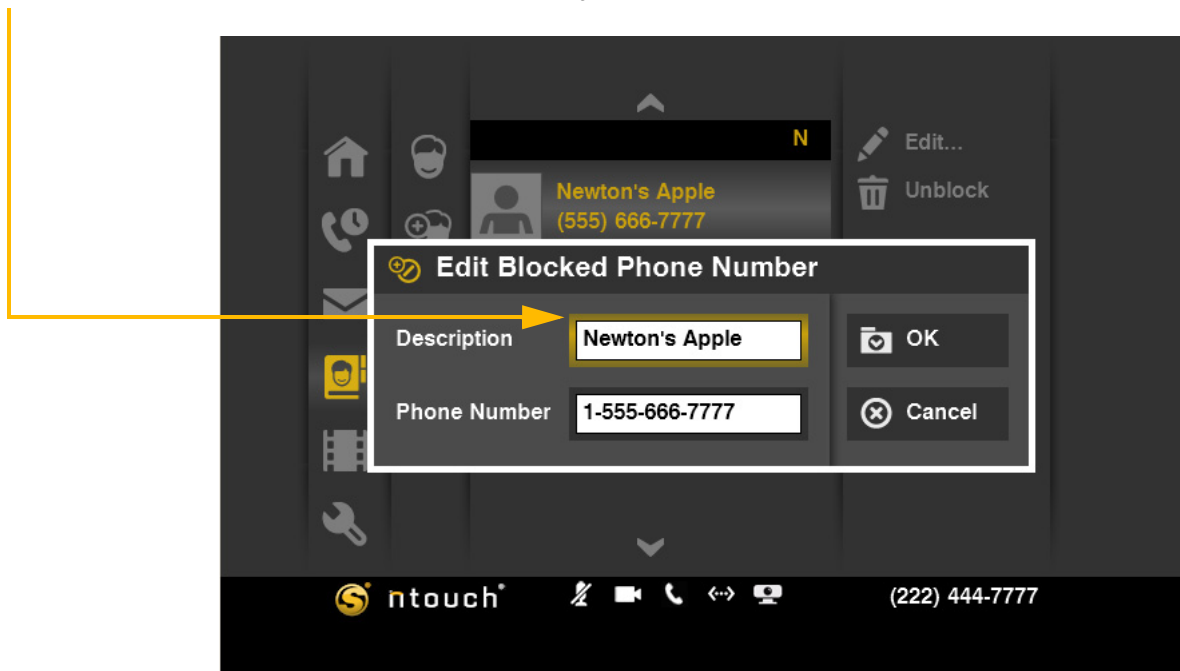 N
Edit...
Newton's Apple
Unblock
(555) 666-7777
Edit Blocked Phone Number
Description
Newton's Apple
OK
Phone Number
1-555-666-7777
Cancel
ntouch
(222) 444-7777